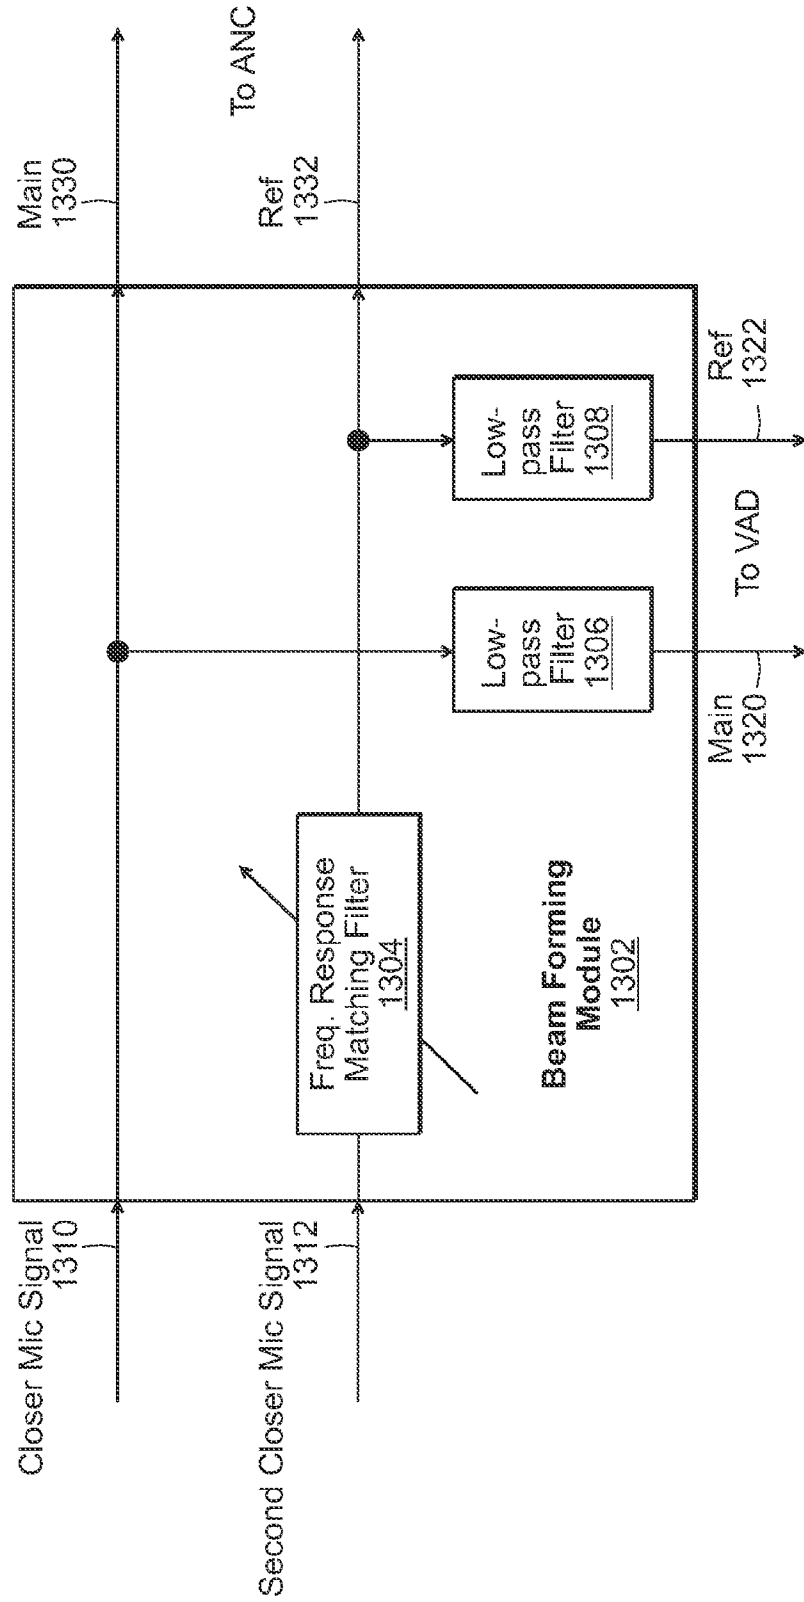 Closer Mic Signal
1310
Second Closer Mic Signal
1312
Freq. Response
Matching Filter
1304
Beam Forming
Module
1302
Low-
pass
Filter
1306
Low-
pass
Filter
1308
Main
1320
To VAD
Ref
1322
Main
1330
Ref
1332
To ANC